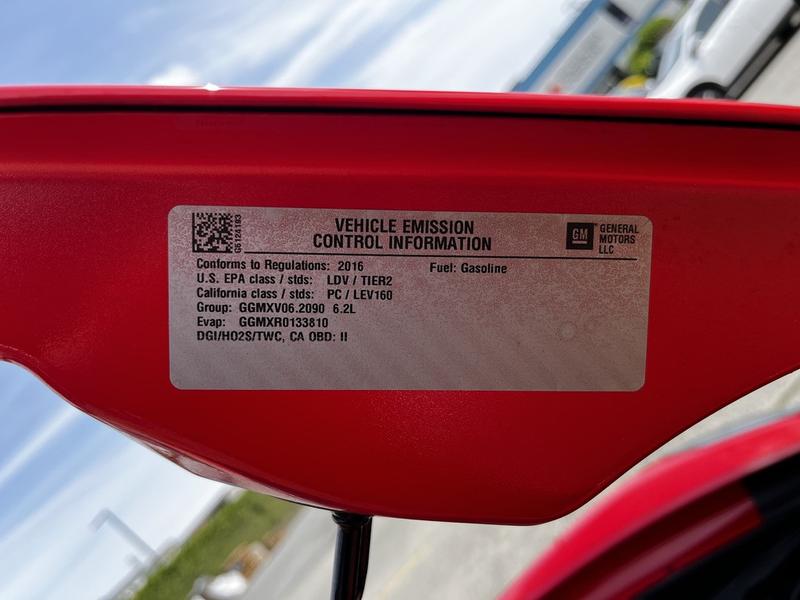 VEHICLE EMISSION
CONTROL INFORMATION
GM GENERAL
MOTORS
LLC
Conforms to Regulations: 2016 Fuel: Gasoline
U.S. EPA class / stds: LDV / TIER2
California class / stds: PC / LEV160
Group: GGMXV06.2090 6.2L
Evap: GGMXR0133810
DGI/HO2S/TWC, CA OBD: II